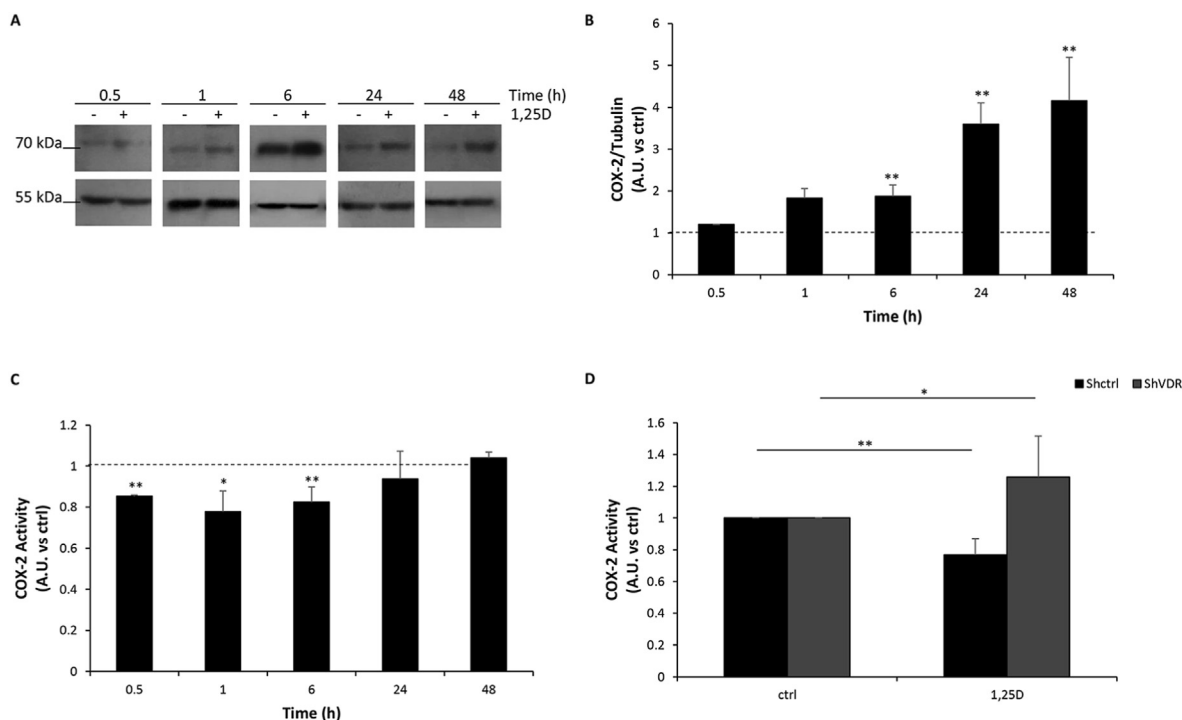 A
0.5 1 6 24 48 Time (h)
- + - + - + - + - + 1,25D
70 kDa
55 kDa
B
COX-2/Tubulin
(A.U. vs ctrl)
6
5
4
3
2
1
0
**
**
**
0.5 1 6 24 48
Time (h)
C
COX-2 Activity
(A.U. vs ctrl)
1.2
1
0.8
0.6
0.4
0.2
0
** * **
0.5 1 6 24 48
Time (h)
D
Shctrl ShVDR
*
**
COX-2 Activity
(A.U. vs ctrl)
1.6
1.4
1.2
1
0.8
0.6
0.4
0.2
0
ctrl 1,25D